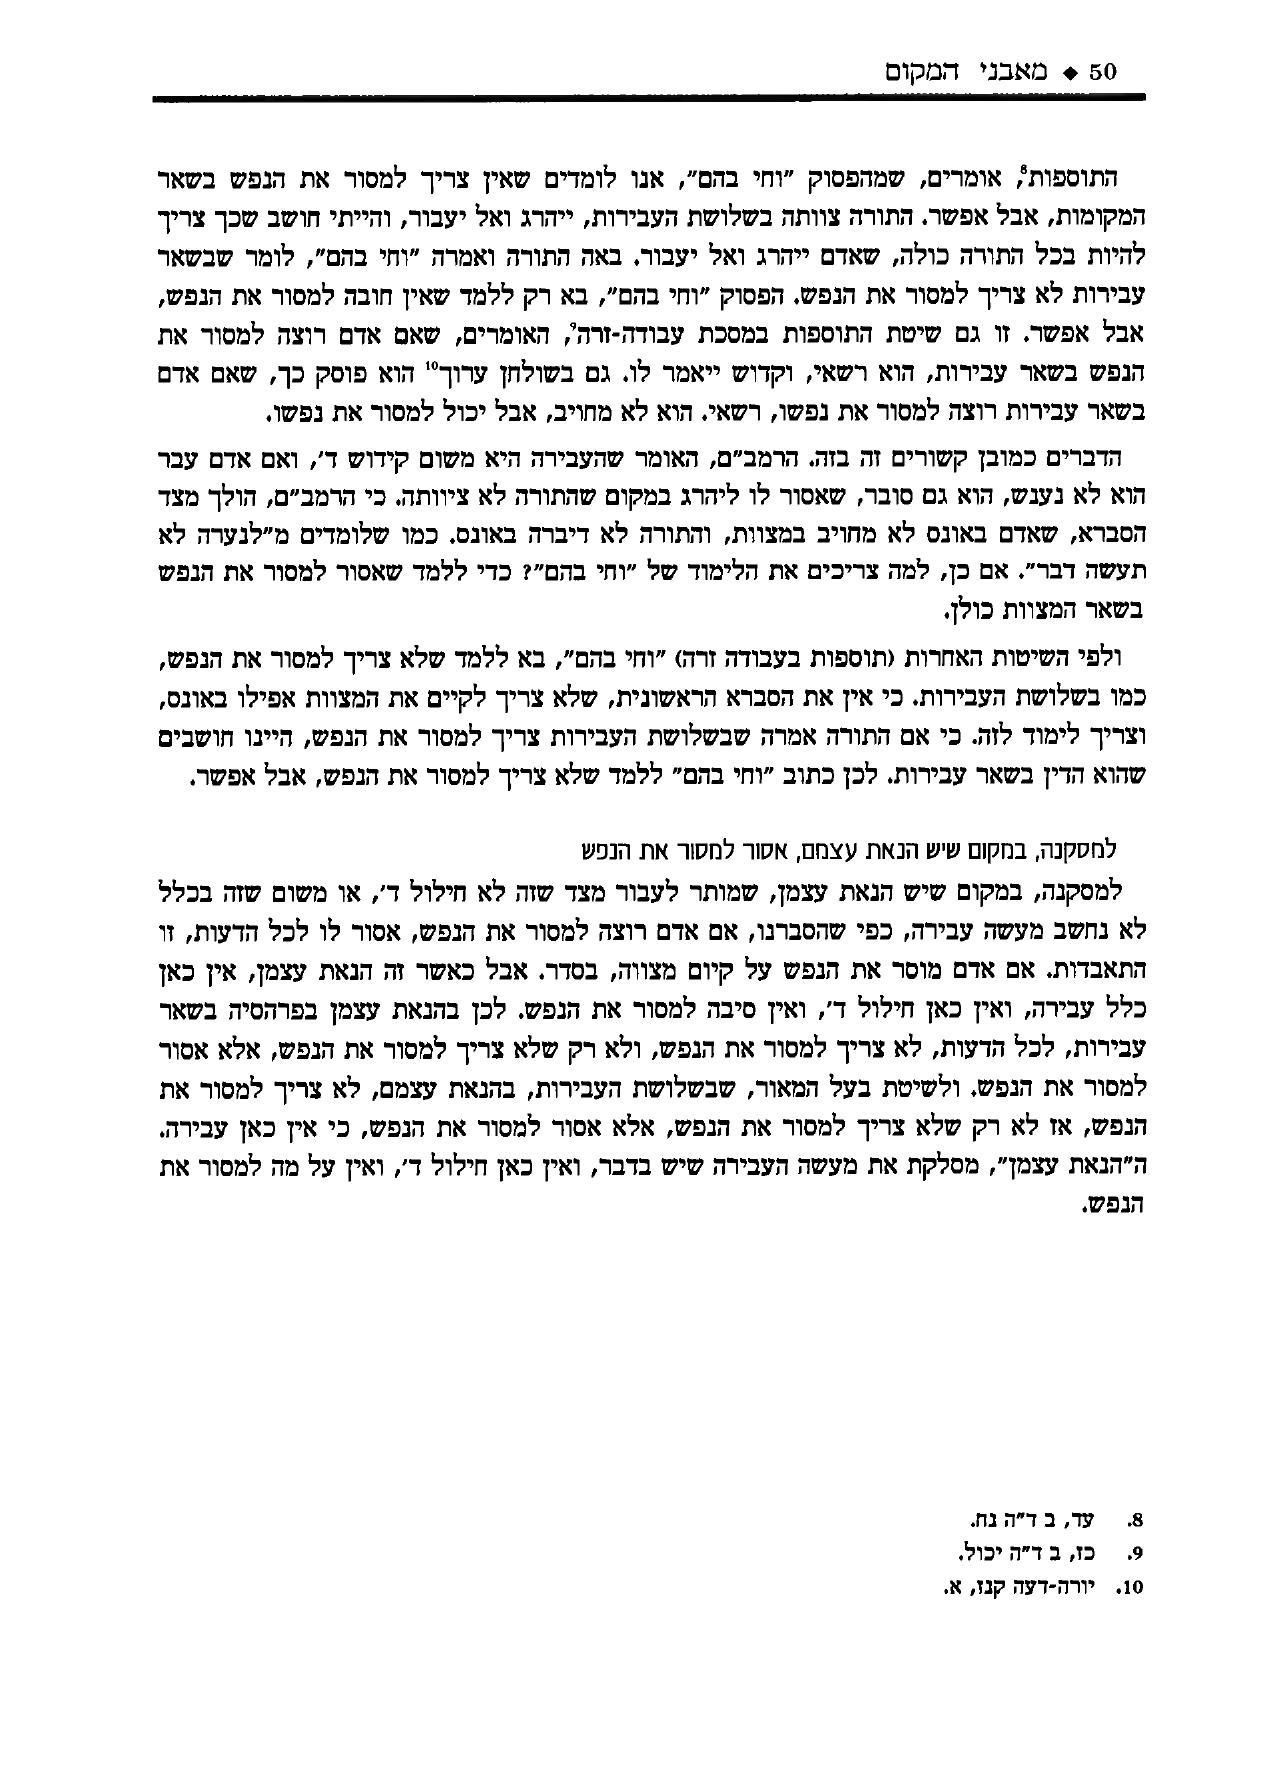 50 ◆ מאבני המקום
התוספות⁸, אומרים, שמהפסוק "וחי בהם", אנו לומדים שאין צריך למסור את הנפש בשאר
המקומות, אבל אפשר. התורה צוותה בשלושת העבירות, ייהרג ואל יעבור, והייתי חושב שכך צריך
להיות בכל התורה כולה, שאדם ייהרג ואל יעבור. באה התורה ואמרה "וחי בהם", לומר שבשאר
עבירות לא צריך למסור את הנפש. הפסוק "וחי בהם", בא רק ללמד שאין חובה למסור את הנפש,
אבל אפשר. זו גם שיטת התוספות במסכת עבודה-זרה⁹, האומרים, שאם אדם רוצה למסור את
הנפש בשאר עבירות, הוא רשאי, וקדוש ייאמר לו. גם בשולחן ערוך¹⁰ הוא פוסק כך, שאם אדם
בשאר עבירות רוצה למסור את נפשו, רשאי. הוא לא מחויב, אבל יכול למסור את נפשו.
הדברים כמובן קשורים זה בזה. הרמב"ם, האומר שהעבירה היא משום קידוש ד', ואם אדם עבר
הוא לא נענש, הוא גם סובר, שאסור לו ליהרג במקום שהתורה לא ציוותה. כי הרמב"ם, הולך מצד
הסברא, שאדם באונס לא מחויב במצוות, והתורה לא דיברה באונס. כמו שלומדים מ"לנערה לא
תעשה דבר". אם כן, למה צריכים את הלימוד של "וחי בהם"? כדי ללמד שאסור למסור את הנפש
בשאר המצוות כולן.
ולפי השיטות האחרות (תוספות בעבודה זרה) "וחי בהם", בא ללמד שלא צריך למסור את הנפש,
כמו בשלושת העבירות. כי אין את הסברא הראשונית, שלא צריך לקיים את המצוות אפילו באונס,
וצריך לימוד לזה. כי אם התורה אמרה שבשלושת העבירות צריך למסור את הנפש, היינו חושבים
שהוא הדין בשאר עבירות. לכן כתוב "וחי בהם" ללמד שלא צריך למסור את הנפש, אבל אפשר.
למסקנה, במקום שיש הנאת עצמם, אסור למסור את הנפש
למסקנה, במקום שיש הנאת עצמן, שמותר לעבור מצד שזה לא חילול ד', או משום שזה בכלל
לא נחשב מעשה עבירה, כפי שהסברנו, אם אדם רוצה למסור את הנפש, אסור לו לכל הדעות, זו
התאבדות. אם אדם מוסר את הנפש על קיום מצווה, בסדר. אבל כאשר זה הנאת עצמן, אין כאן
כלל עבירה, ואין כאן חילול ד', ואין סיבה למסור את הנפש. לכן בהנאת עצמן בפרהסיה בשאר
עבירות, לכל הדעות, לא צריך למסור את הנפש, ולא רק שלא צריך למסור את הנפש, אלא אסור
למסור את הנפש. ולשיטת בעל המאור, שבשלושת העבירות, בהנאת עצמם, לא צריך למסור את
הנפש, אז לא רק שלא צריך למסור את הנפש, אלא אסור למסור את הנפש, כי אין כאן עבירה.
ה"הנאת עצמן", מסלקת את מעשה העבירה שיש בדבר, ואין כאן חילול ד', ואין על מה למסור את
הנפש.
8. עד, ב ד"ה נח.
9. כז, ב ד"ה יכול.
10. יורה-דעה קנז, א.